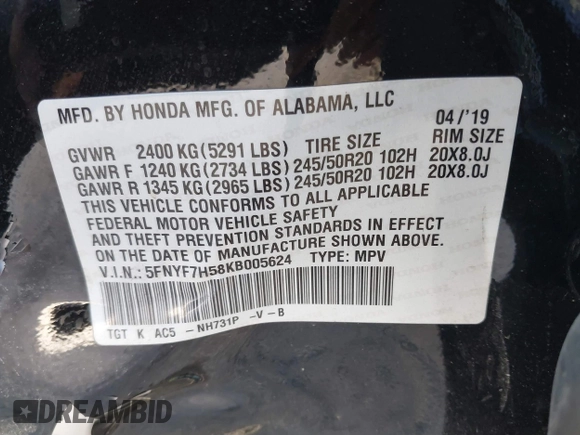 MFD. BY HONDA MFG. OF ALABAMA, LLC 04/'19
GVWR 2400 KG(5291 LBS) TIRE SIZE RIM SIZE
GAWR F 1240 KG(2734 LBS)245/50R20 102H 20X8.0J
GAWR R 1345 KG(2965 LBS)245/50R20 102H 20X8.0J
THIS VEHICLE CONFORMS TO ALL APPLICABLE
FEDERAL MOTOR VEHICLE SAFETY
AND THEFT PREVENTION STANDARDS IN EFFECT
ON THE DATE OF MANUFACTURE SHOWN ABOVE.
V.I.N.: 5FNYF7H58KB005624 TYPE: MPV
TGT K AC5 - NH731P -V-B
DREAMBID